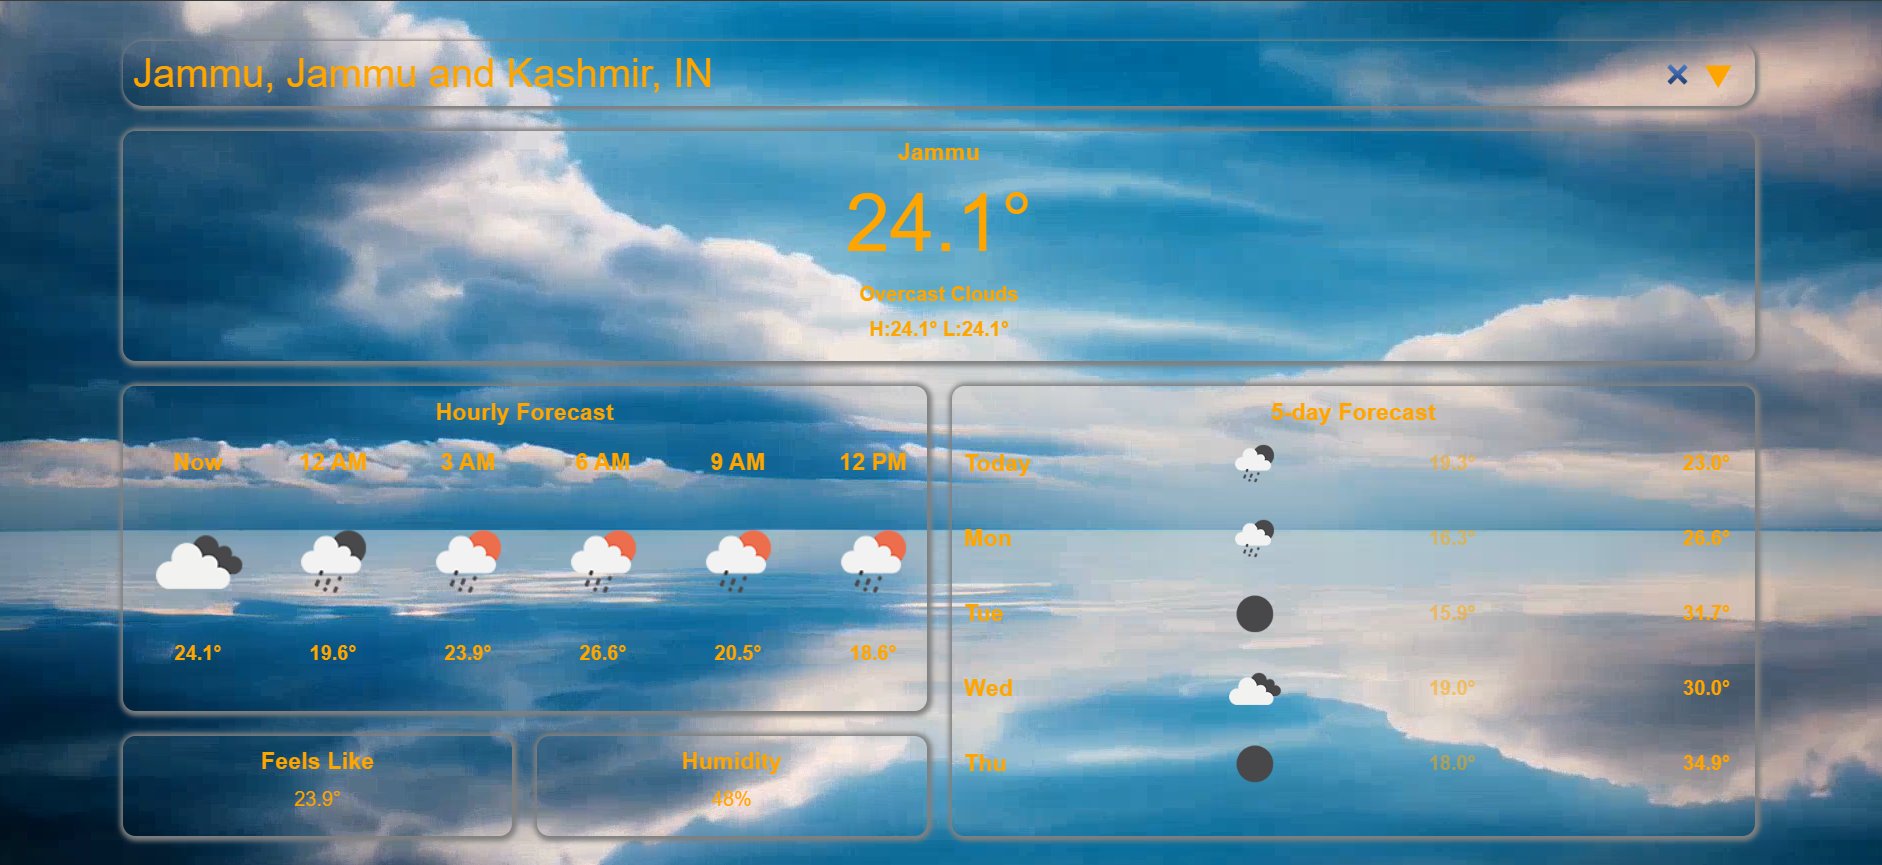 Jammu, Jammu and Kashmir, IN
Jammu
24.1°
Overcast Clouds
H:24.1° L:24.1°
Hourly Forecast
Now 12 AM 3 AM 6 AM 9 AM 12 PM
24.1° 19.6° 23.9° 26.6° 20.5° 18.6°
Feels Like
23.9°
Humidity
48%
5-day Forecast
Today 19.3° 23.0°
Mon 16.3° 26.6°
Tue 15.9° 31.7°
Wed 19.0° 30.0°
Thu 18.0° 34.9°